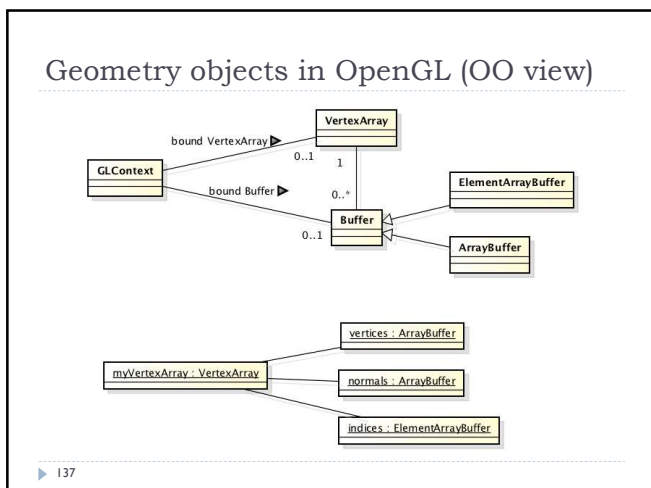 Geometry objects in OpenGL (OO view)
VertexArray
bound VertexArray
0..1
1
GLContext
bound Buffer
0..*
ElementArrayBuffer
Buffer
0..1
ArrayBuffer
vertices : ArrayBuffer
myVertexArray : VertexArray
normals : ArrayBuffer
indices : ElementArrayBuffer
137